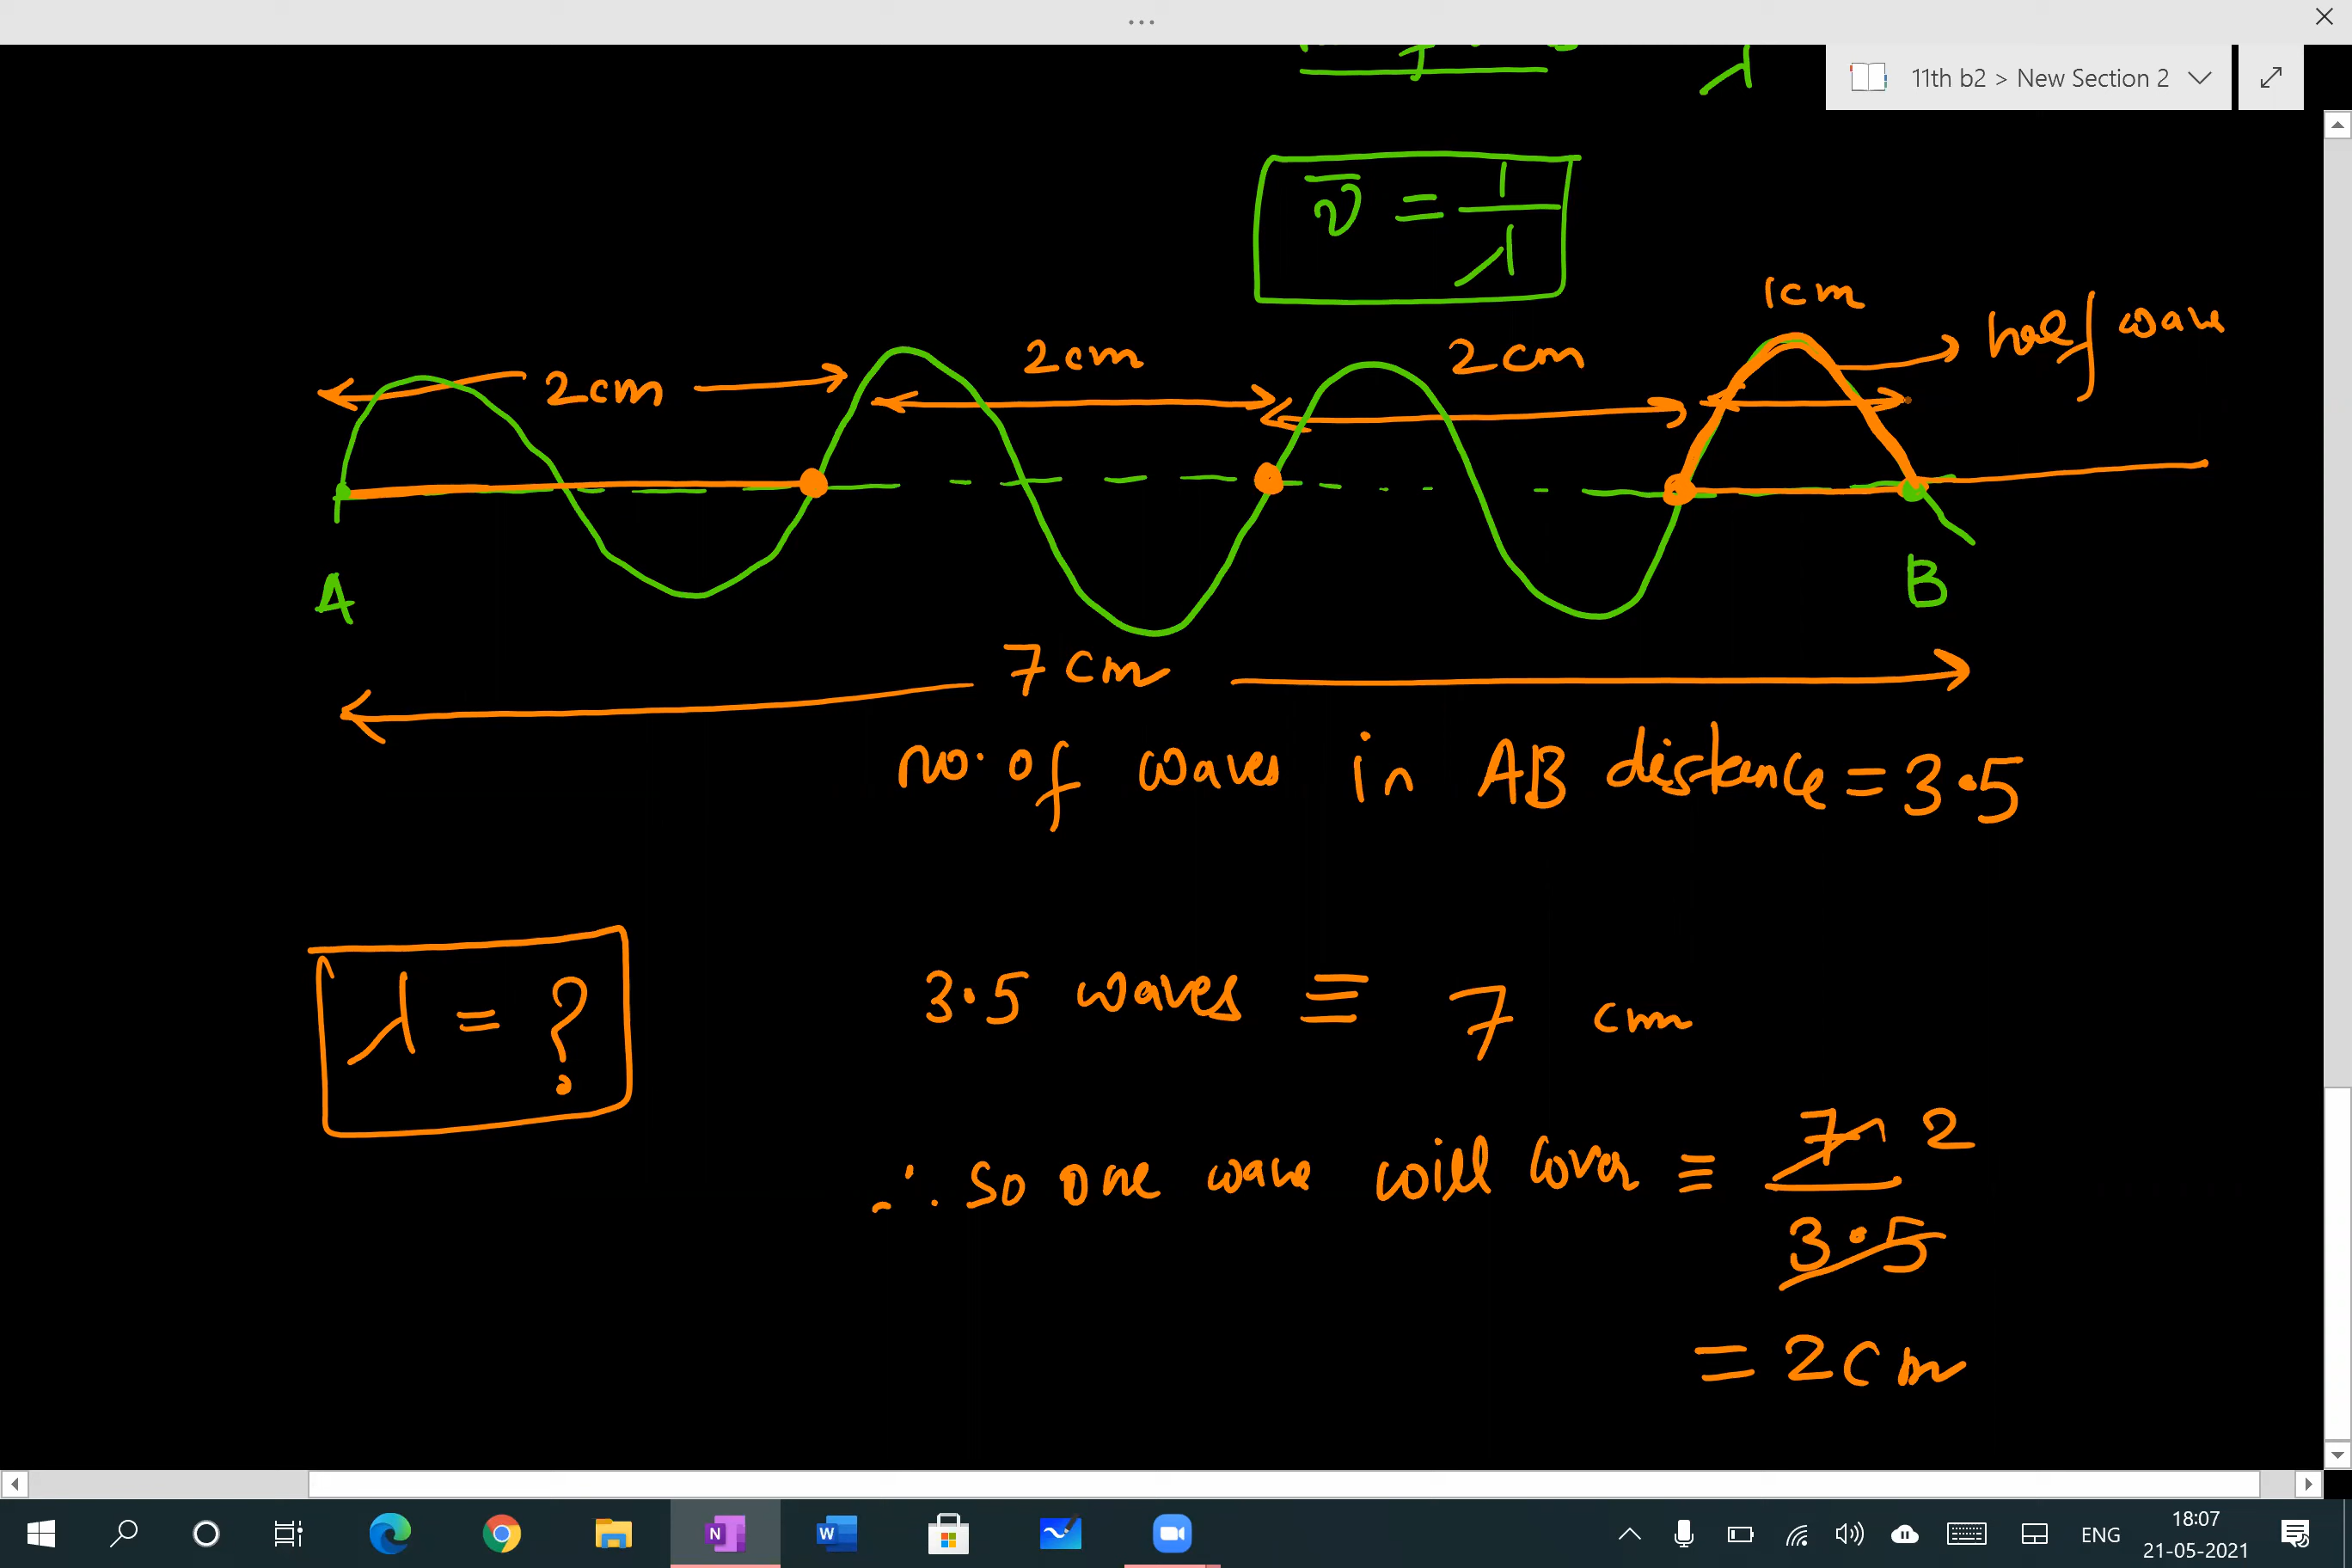 11th b2 > New Section 2
λ
ν̅ = 1/λ
1cm
half wave
2cm
2cm
2cm
A
B
7cm
no. of waves in AB distance = 3.5
λ = ?
3.5 waves ≡ 7 cm
∴ so one wave will cover ≡ 7/3.5 2
= 2cm
ENG
18:07
21-05-2021